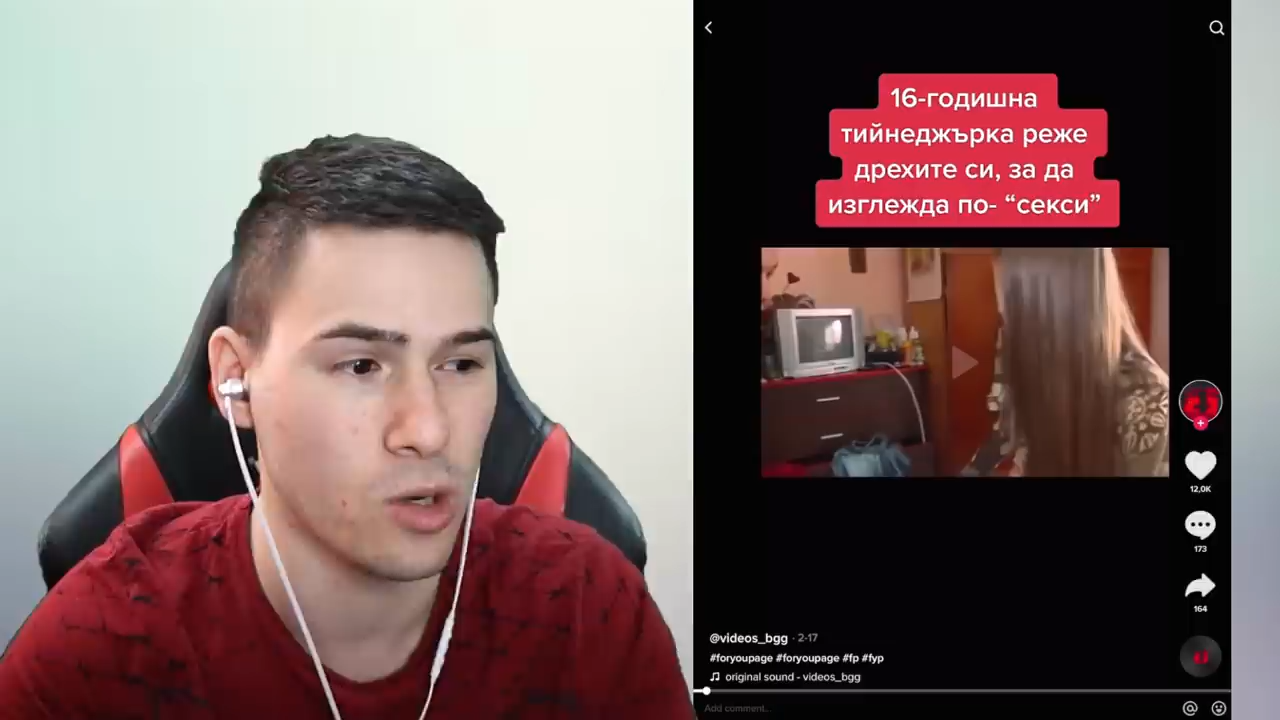 16-годишна
тийнеджърка реже
дрехите си, за да
изглежда по- “секси”
12,0K
173
164
@videos_bgg · 2-17
#foryoupage #foryoupage #fp #fyp
original sound - videos_bgg
Add comment...